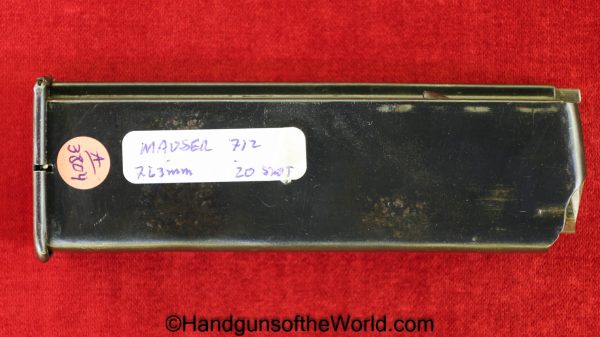 #
3804
MAUSER 712
7.63mm 20 SHOT
©HandgunsoftheWorld.com